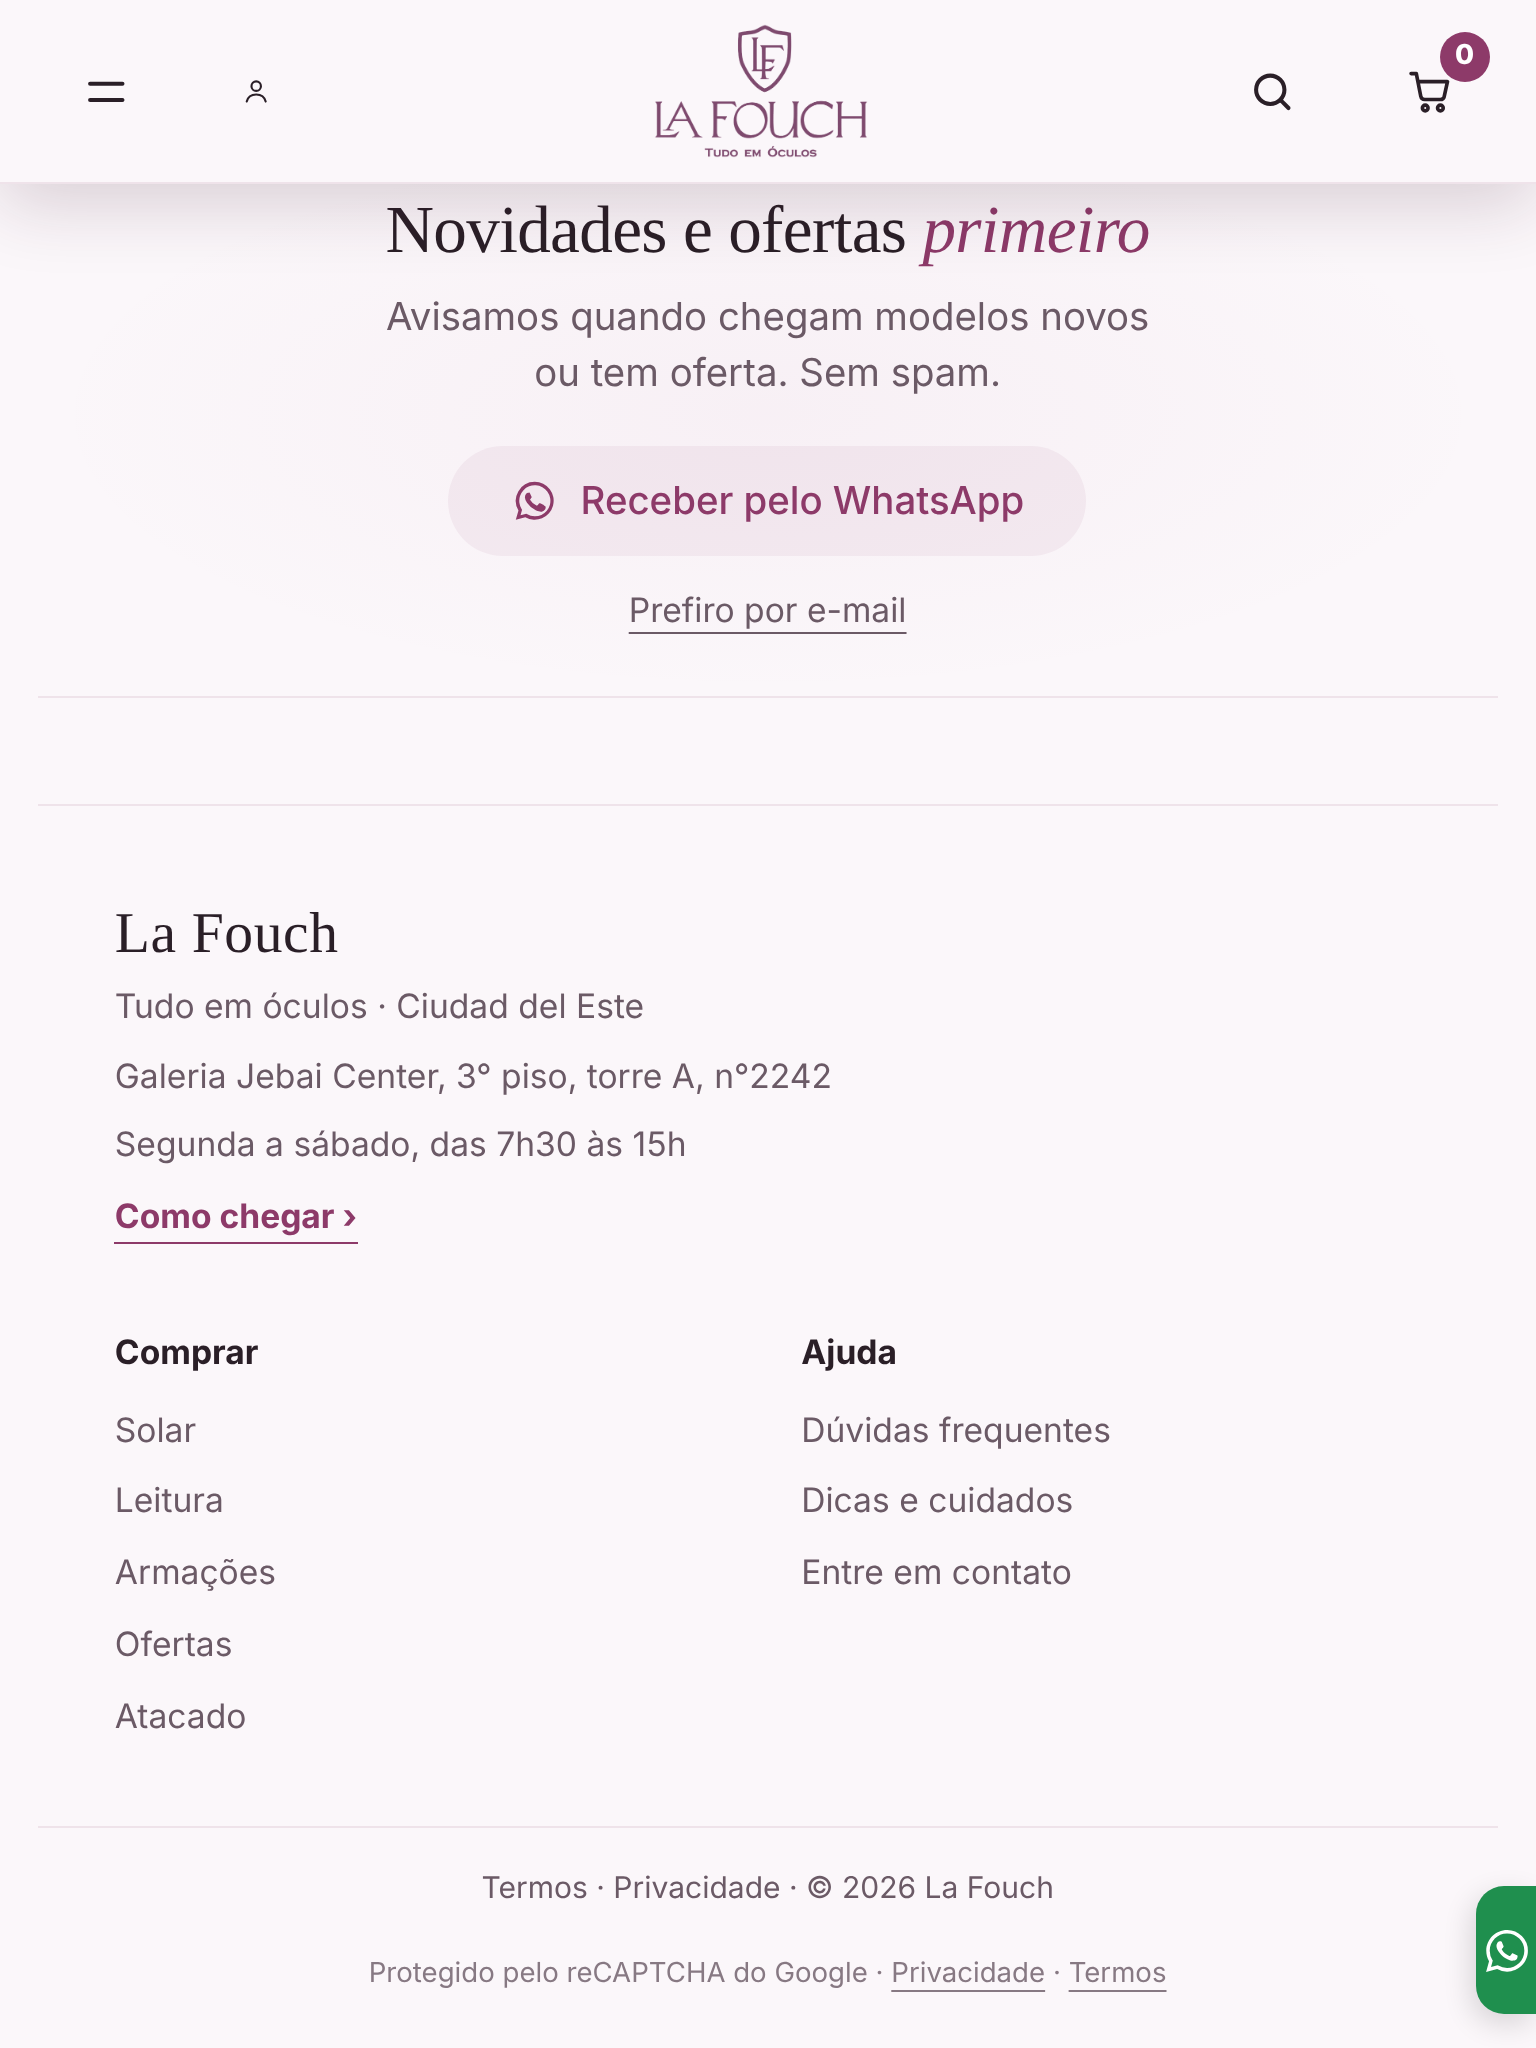 LF
LA FOUCH
TUDO EM ÓCULOS
0
Novidades e ofertas primeiro
Avisamos quando chegam modelos novos
ou tem oferta. Sem spam.
Receber pelo WhatsApp
Prefiro por e-mail
La Fouch
Tudo em óculos · Ciudad del Este
Galeria Jebai Center, 3° piso, torre A, n°2242
Segunda a sábado, das 7h30 às 15h
Como chegar ›
Comprar
Solar
Leitura
Armações
Ofertas
Atacado
Ajuda
Dúvidas frequentes
Dicas e cuidados
Entre em contato
Termos · Privacidade · © 2026 La Fouch
Protegido pelo reCAPTCHA do Google · Privacidade · Termos